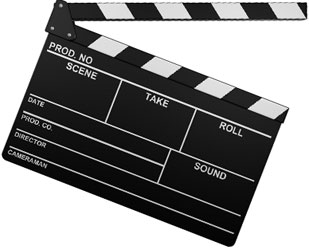 PROD. NO
SCENE
TAKE
ROLL
DATE
PROD. CO.
DIRECTOR
CAMERAMAN
SOUND